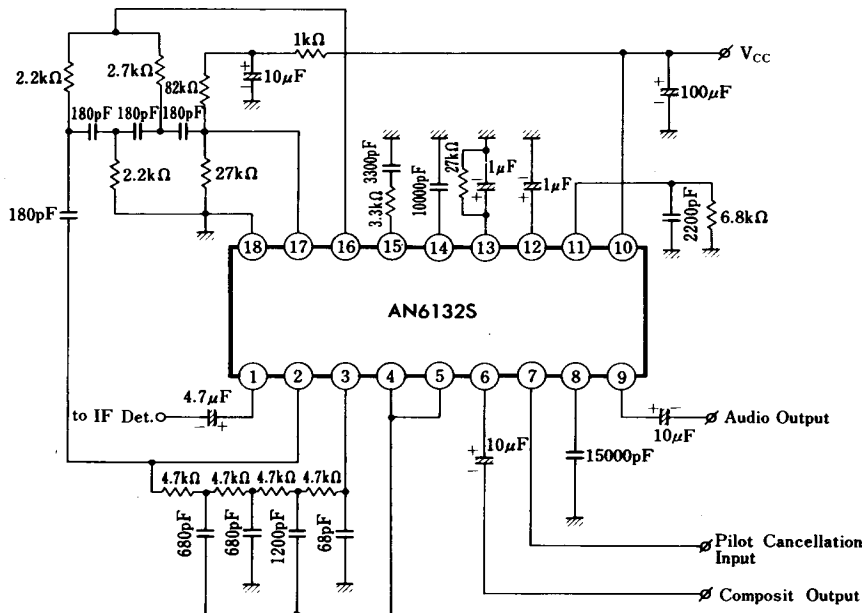 1kΩ
V_CC
2.2kΩ
2.7kΩ
82kΩ
+
10μF
-
+
100μF
-
180pF
180pF
180pF
2.2kΩ
27kΩ
3300pF
3.3kΩ
10000pF
27kΩ
1μF
-
+
-
1μF
+
2200pF
6.8kΩ
180pF
18
17
16
15
14
13
12
11
10
AN6132S
1
2
3
4
5
6
7
8
9
to IF Det.
4.7μF
-
+
+
-
10μF
Audio Output
+
10μF
-
15000pF
4.7kΩ
4.7kΩ
4.7kΩ
4.7kΩ
680pF
680pF
1200pF
68pF
Pilot Cancellation
Input
Composit Output